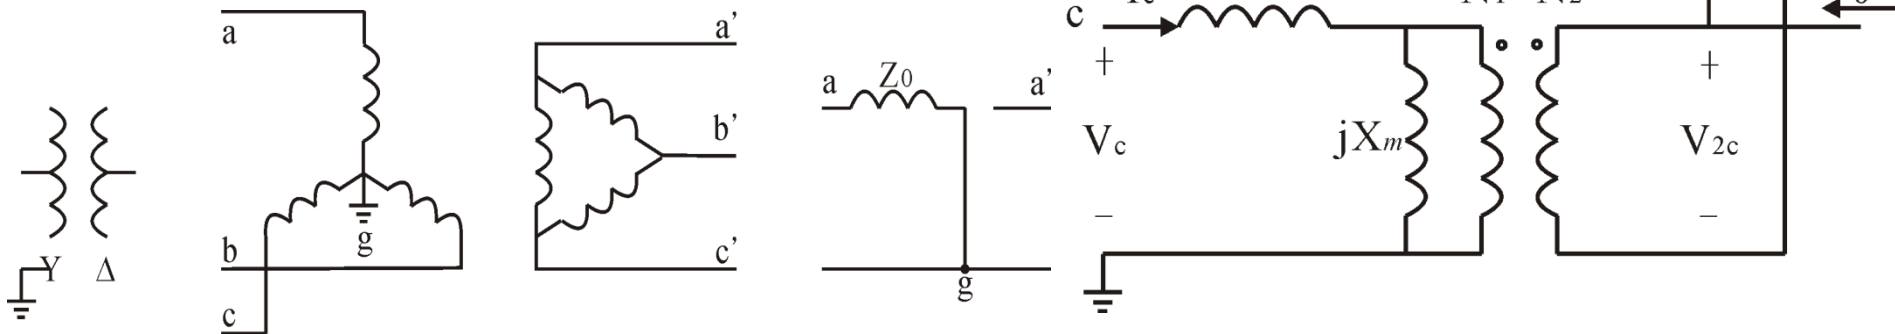 Y Δ
a
b
c
g
a'
b'
c'
a Z0 a'
g
c
+ Vc −
jXm
+ V2c −